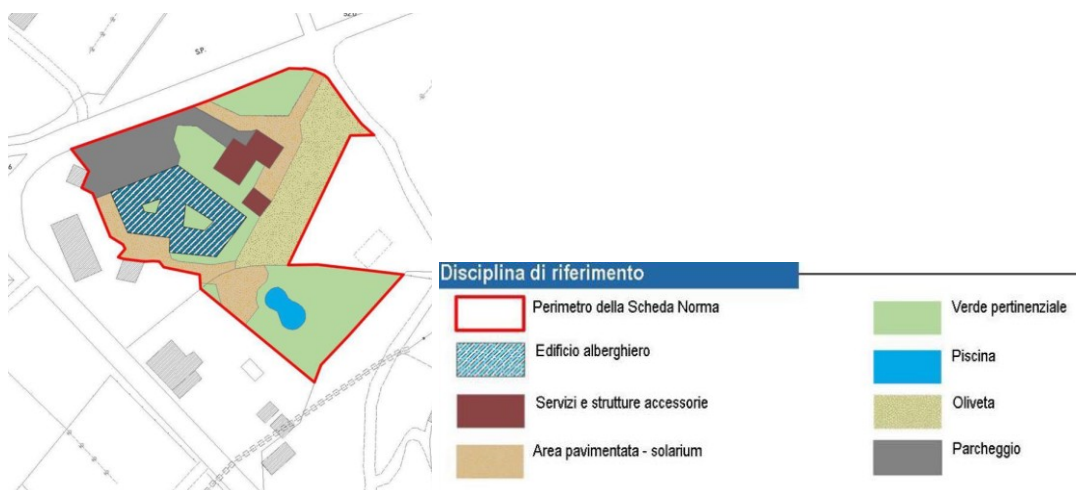 S.P.
Disciplina di riferimento
Perimetro della Scheda Norma
Edificio alberghiero
Servizi e strutture accessorie
Area pavimentata - solarium
Verde pertinenziale
Piscina
Oliveta
Parcheggio